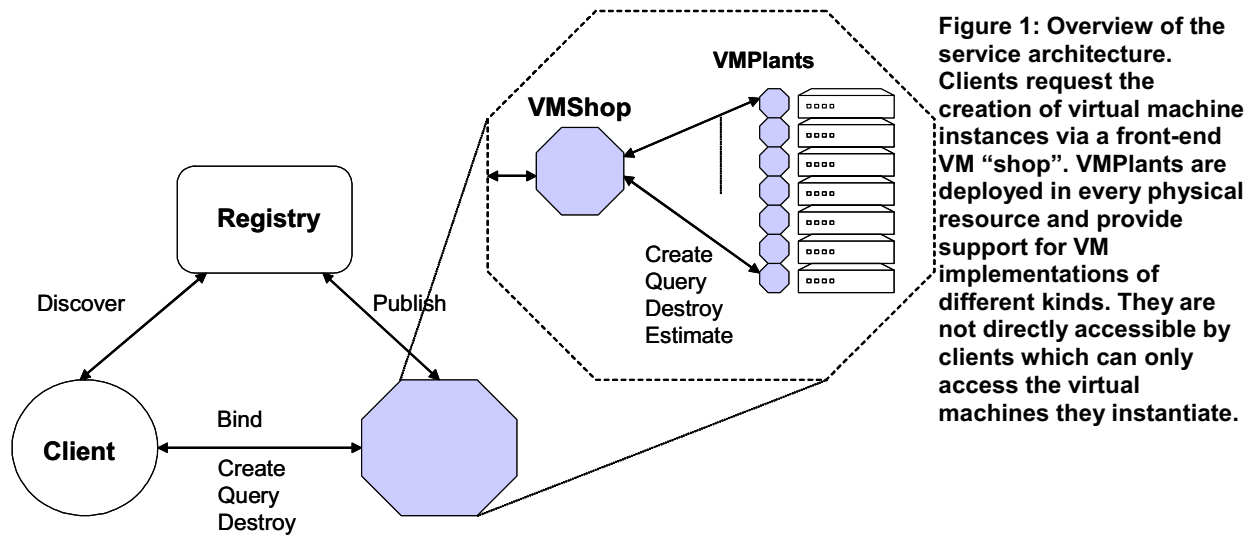 VMPlants
VMShop
Registry
Create
Query
Destroy
Estimate
Discover
Publish
Client
Bind
Create
Query
Destroy
Figure 1: Overview of the
service architecture.
Clients request the
creation of virtual machine
instances via a front-end
VM “shop”. VMPlants are
deployed in every physical
resource and provide
support for VM
implementations of
different kinds. They are
not directly accessible by
clients which can only
access the virtual
machines they instantiate.